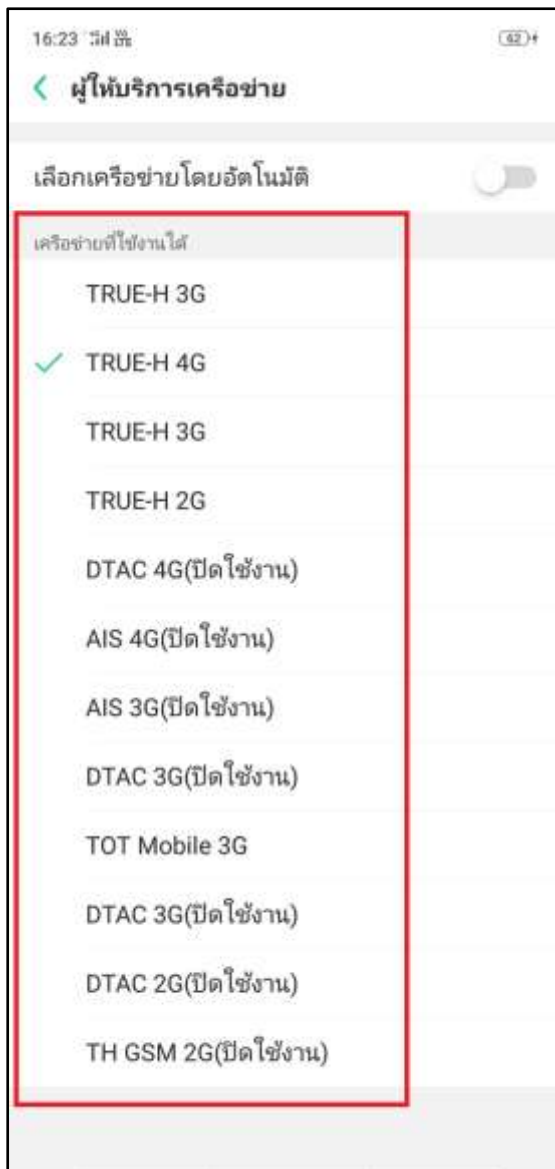 16:23
62
ผู้ให้บริการเครือข่าย
เลือกเครือข่ายโดยอัตโนมัติ
เครือข่ายที่ใช้งานได้
TRUE-H 3G
TRUE-H 4G
TRUE-H 3G
TRUE-H 2G
DTAC 4G(ปิดใช้งาน)
AIS 4G(ปิดใช้งาน)
AIS 3G(ปิดใช้งาน)
DTAC 3G(ปิดใช้งาน)
TOT Mobile 3G
DTAC 3G(ปิดใช้งาน)
DTAC 2G(ปิดใช้งาน)
TH GSM 2G(ปิดใช้งาน)